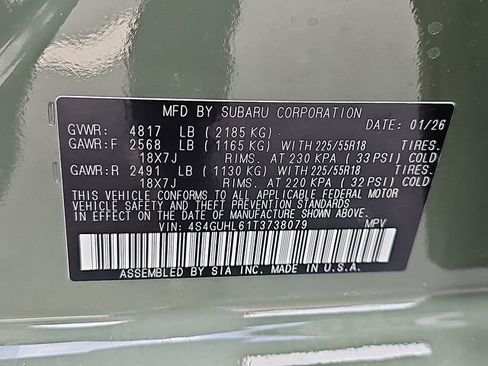 MFD BY SUBARU CORPORATION DATE: 01/26
GVWR: 4817 LB (2185 KG)
GAWR:F 2568 LB (1165 KG) WITH 225/55R18 TIRES.
18X7J RIMS. AT 230 KPA (33 PSI) COLD
GAWR:R 2491 LB (1130 KG) WITH 225/55R18 TIRES.
18X7J RIMS. AT 220 KPA (32 PSI) COLD
THIS VEHICLE CONFORMS TO ALL APPLICABLE FEDERAL MOTOR
VEHICLE SAFETY AND THEFT PREVENTION STANDARDS IN EFFECT
ON THE DATE OF MANUFACTURE SHOWN ABOVE.
VIN: 4S4GUHL61T3738079 MPV
ASSEMBLED BY SIA INC. MADE IN U.S.A.